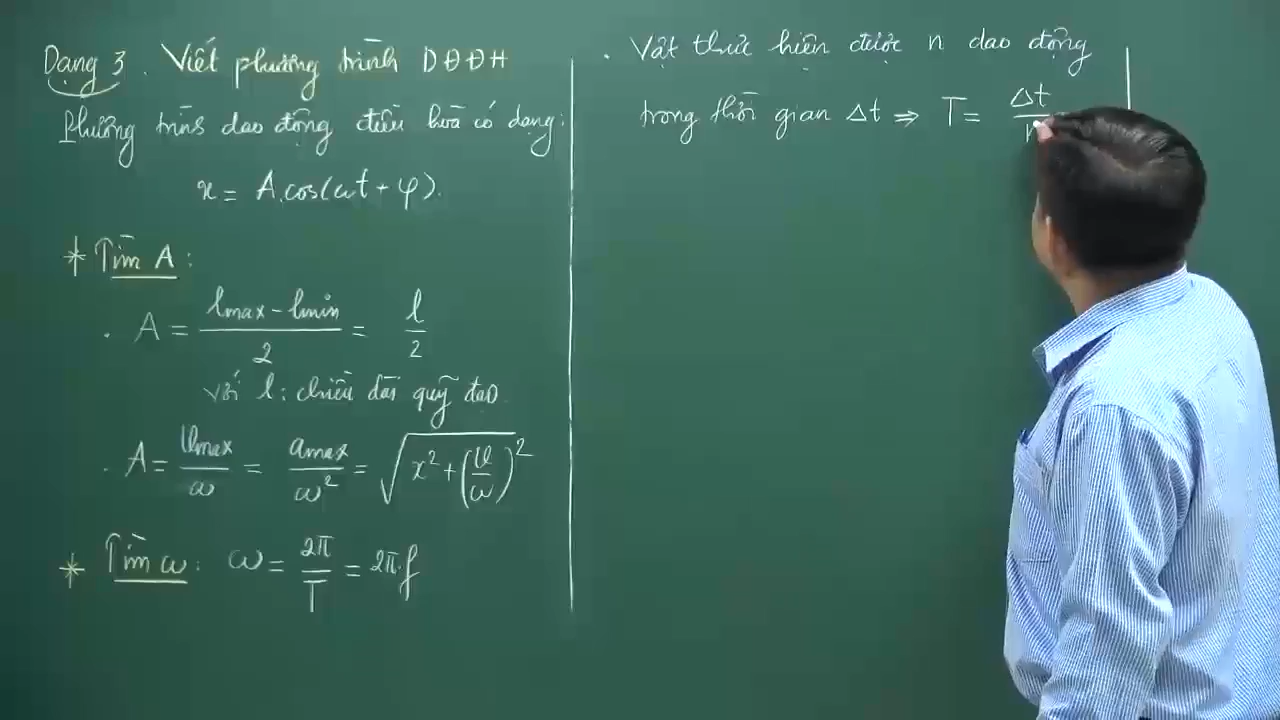 Dạng 3. Viết phương trình DĐĐH
Phương trình dao động điều hoà có dạng:
x = A.cos(ωt + φ).
* Tìm A:
. A = (lmax - lmin)/2 = l/2
với l: chiều dài quỹ đạo
. A = vmax/ω = amax/ω² = √(x² + (v/ω)²)
* Tìm ω: ω = 2π/T = 2π.f
. Vật thực hiện được n dao động
trong thời gian Δt ⇒ T = Δt/n